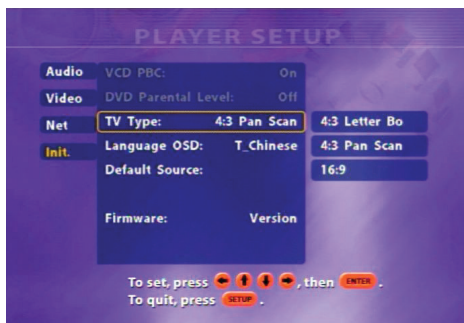 PLAYER SETUP
Audio
Video
Net
Init.
VCD PBC: On
DVD Parental Level: Off
TV Type: 4:3 Pan Scan
Language OSD: T_Chinese
Default Source:
Firmware: Version
4:3 Letter Bo
4:3 Pan Scan
16:9
To set, press , then ENTER .
To quit, press SETUP .